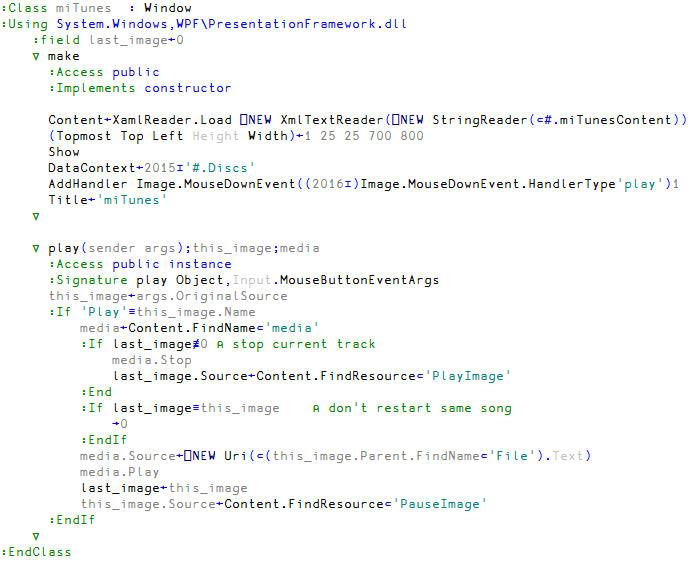 :Class miTunes  : Window
:Using System.Windows,WPF\PresentationFramework.dll
    :field last_image←0
    ∇ make
      :Access public
      :Implements constructor

      Content←XamlReader.Load ⎕NEW XmlTextReader(⎕NEW StringReader(⊂#.miTunesContent))
      (Topmost Top Left Height Width)←1 25 25 700 800
      Show
      DataContext←2015⌶'#.Discs'
      AddHandler Image.MouseDownEvent((2016⌶)Image.MouseDownEvent.HandlerType'play')1
      Title←'miTunes'
    ∇

    ∇ play(sender args);this_image;media
      :Access public instance
      :Signature play Object,Input.MouseButtonEventArgs
      this_image←args.OriginalSource
      :If 'Play'≡this_image.Name
          media←Content.FindName⊂'media'
          :If last_image≢0 ⍝ stop current track
              media.Stop
              last_image.Source←Content.FindResource⊂'PlayImage'
          :End
          :If last_image≡this_image    ⍝ don't restart same song
              →0
          :EndIf
          media.Source←⎕NEW Uri(⊂(this_image.Parent.FindName⊂'File').Text)
          media.Play
          last_image←this_image
          this_image.Source←Content.FindResource⊂'PauseImage'
      :EndIf
    ∇
:EndClass